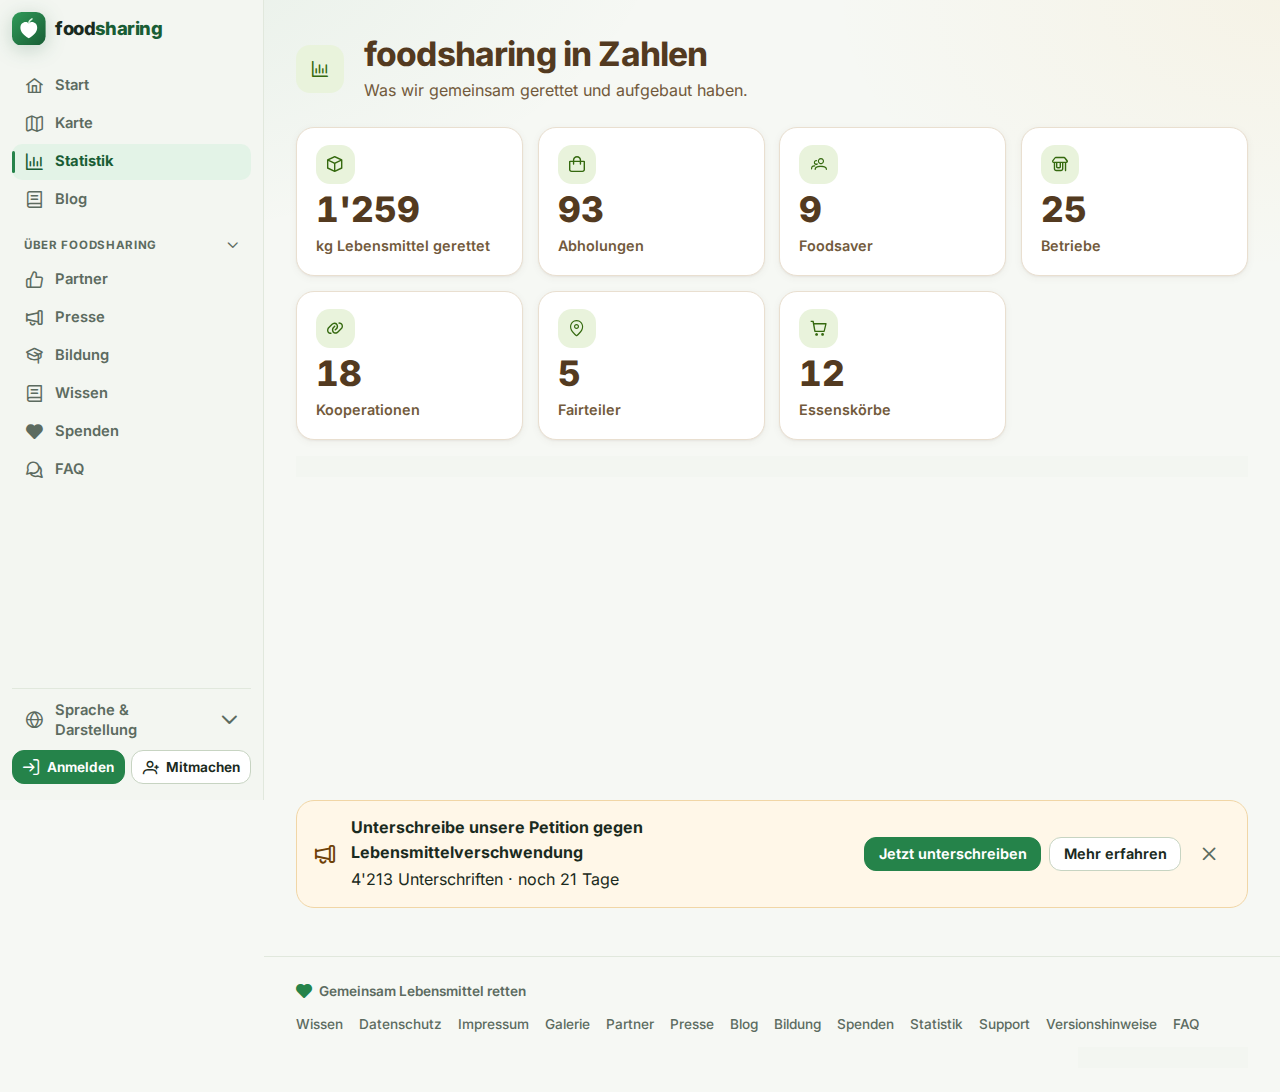 foodsharing
Start
Karte
Statistik
Blog
ÜBER FOODSHARING
Partner
Presse
Bildung
Wissen
Spenden
FAQ
Sprache &
Darstellung
Anmelden
Mitmachen
foodsharing in Zahlen
Was wir gemeinsam gerettet und aufgebaut haben.
1'259
kg Lebensmittel gerettet
93
Abholungen
9
Foodsaver
25
Betriebe
18
Kooperationen
5
Fairteiler
12
Essenskörbe
Unterschreibe unsere Petition gegen
Lebensmittelverschwendung
4'213 Unterschriften · noch 21 Tage
Jetzt unterschreiben
Mehr erfahren
Gemeinsam Lebensmittel retten
Wissen Datenschutz Impressum Galerie Partner Presse Blog Bildung Spenden Statistik Support Versionshinweise FAQ